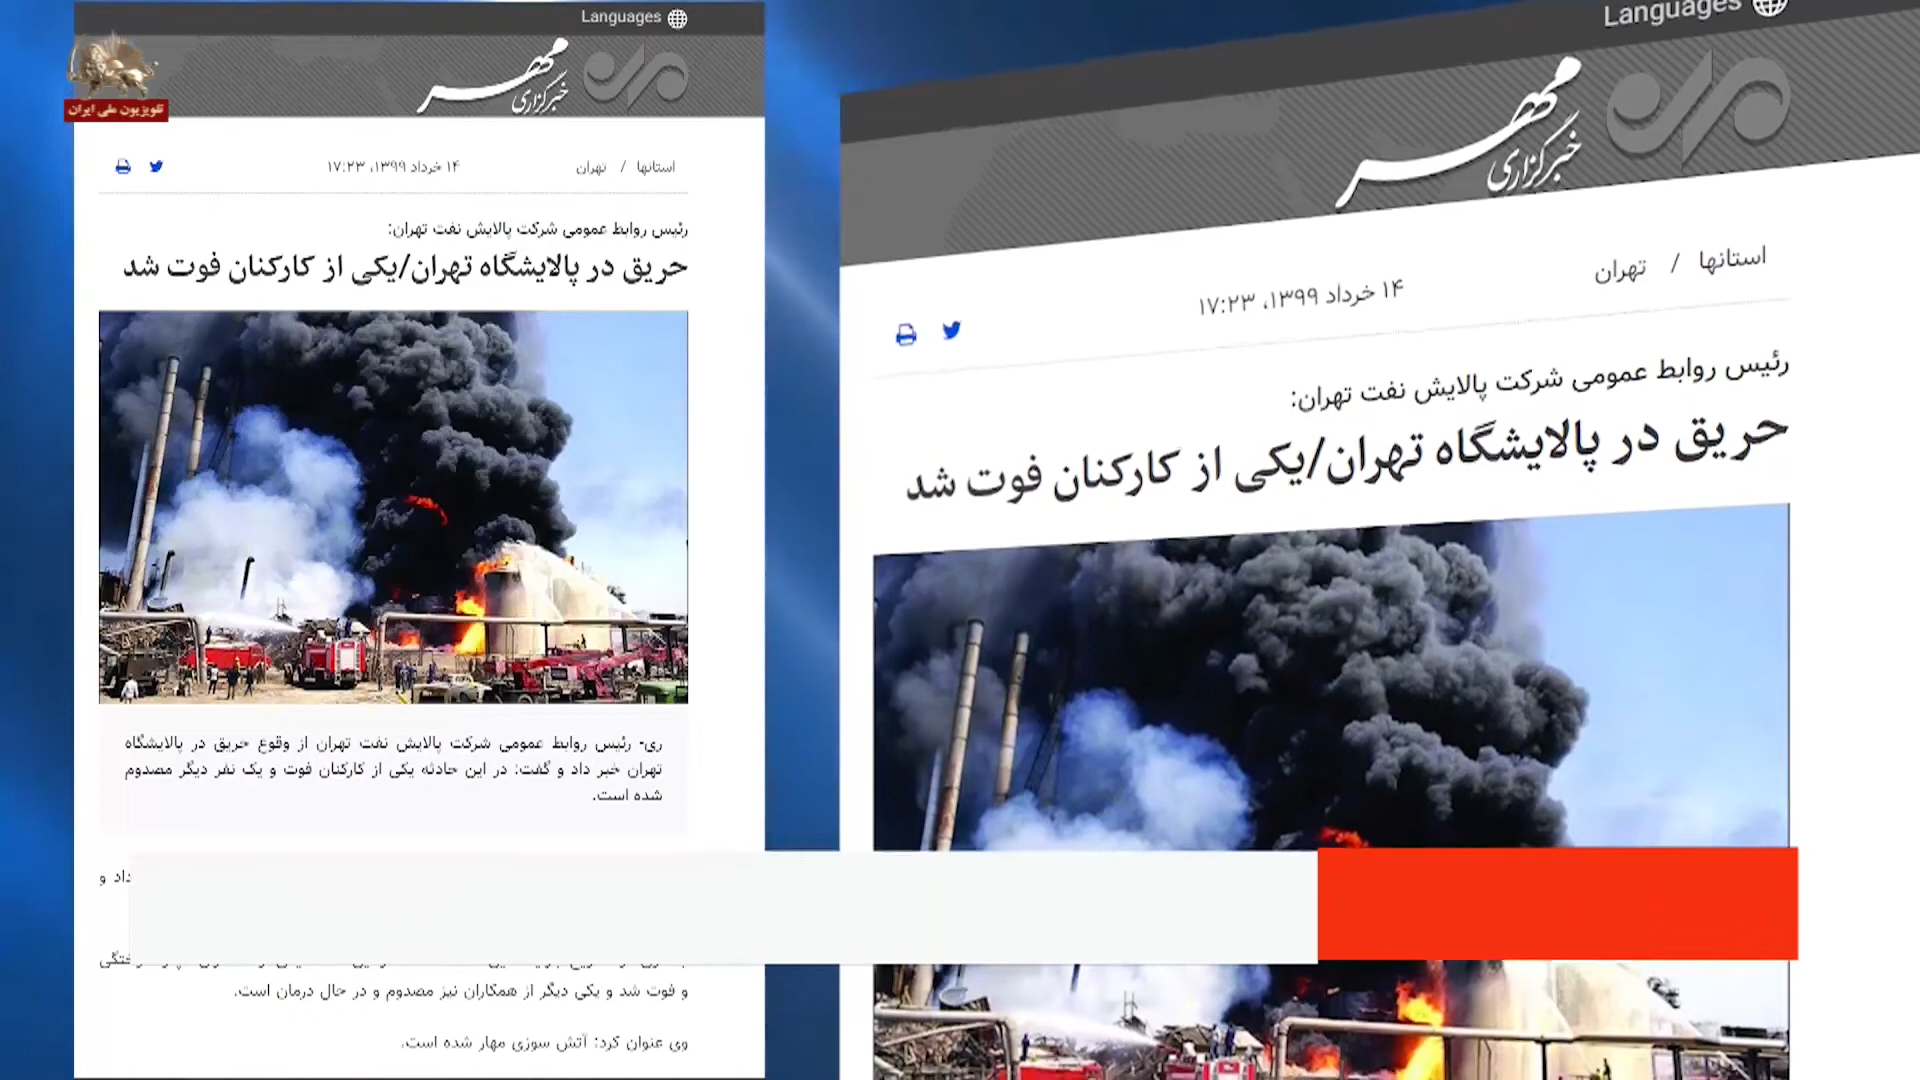 Languages
خبرگزاری مهر
تلویزیون ملی ایران
استانها / تهران
۱۴ خرداد ۱۳۹۹، ۱۷:۲۳
رئیس روابط عمومی شرکت پالایش نفت تهران:
حریق در پالایشگاه تهران/یکی از کارکنان فوت شد
ری- رئیس روابط عمومی شرکت پالایش نفت تهران از وقوع حریق در پالایشگاه
تهران خبر داد و گفت: در این حادثه یکی از کارکنان فوت و یک نفر دیگر مصدوم
شده است.
و فوت شد و یکی دیگر از همکاران نیز مصدوم و در حال درمان است.
وی عنوان کرد: آتش سوزی مهار شده است.
Languages
خبرگزاری مهر
استانها / تهران
۱۴ خرداد ۱۳۹۹، ۱۷:۲۳
رئیس روابط عمومی شرکت پالایش نفت تهران:
حریق در پالایشگاه تهران/یکی از کارکنان فوت شد